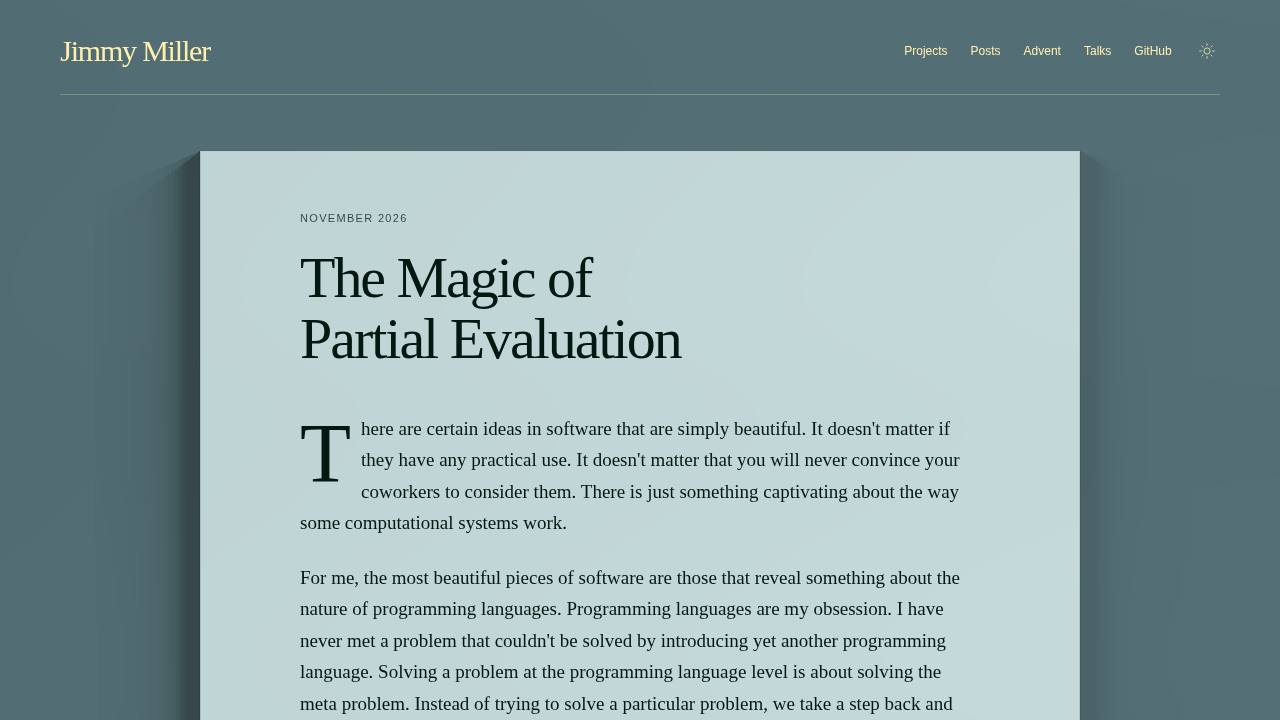 Jimmy Miller
Projects Posts Advent Talks GitHub
NOVEMBER 2026
The Magic of
Partial Evaluation
There are certain ideas in software that are simply beautiful. It doesn't matter if
they have any practical use. It doesn't matter that you will never convince your
coworkers to consider them. There is just something captivating about the way
some computational systems work.
For me, the most beautiful pieces of software are those that reveal something about the
nature of programming languages. Programming languages are my obsession. I have
never met a problem that couldn't be solved by introducing yet another programming
language. Solving a problem at the programming language level is about solving the
meta problem. Instead of trying to solve a particular problem, we take a step back and